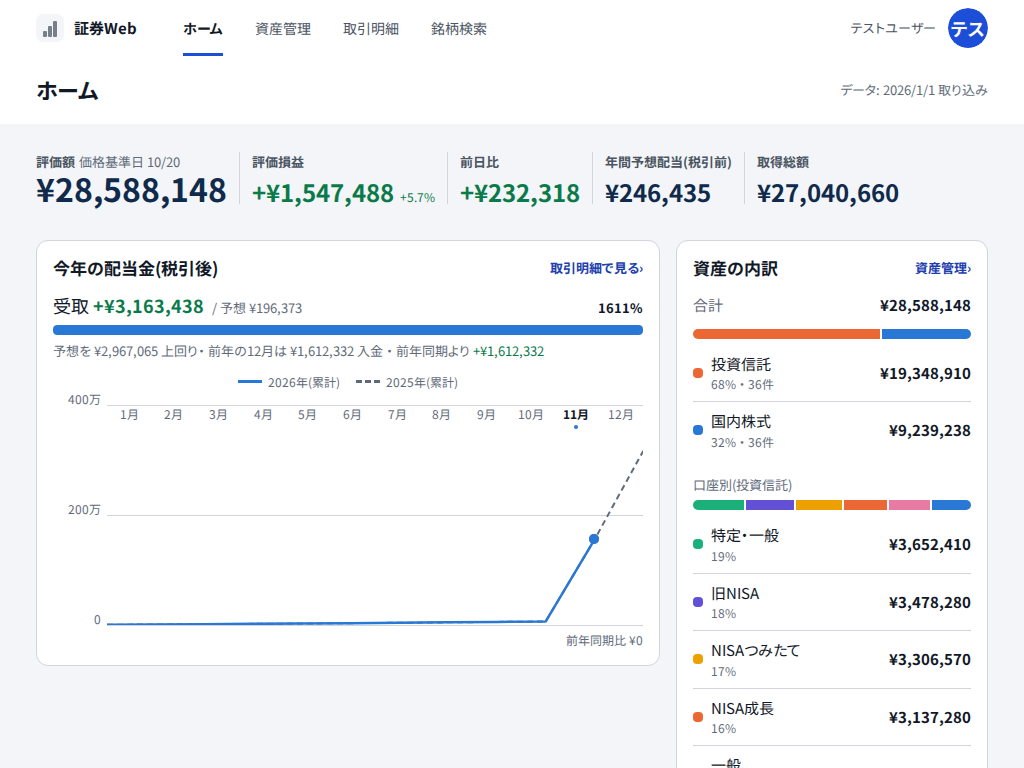 証券Web ホーム 資産管理 取引明細 銘柄検索 テストユーザー テス
ホーム データ: 2026/1/1 取り込み
評価額 価格基準日 10/20
¥28,588,148
評価損益
+¥1,547,488 +5.7%
前日比
+¥232,318
年間予想配当(税引前)
¥246,435
取得総額
¥27,040,660
今年の配当金(税引後) 取引明細で見る›
受取 +¥3,163,438 / 予想 ¥196,373 1611%
予想を ¥2,967,065 上回り・前年の12月は ¥1,612,332 入金・前年同期より +¥1,612,332
2026年(累計) 2025年(累計)
400万
1月 2月 3月 4月 5月 6月 7月 8月 9月 10月 11月 12月
200万
0
前年同期比 ¥0
資産の内訳 資産管理›
合計 ¥28,588,148
投資信託 ¥19,348,910
68%・36件
国内株式 ¥9,239,238
32%・36件
口座別(投資信託)
特定・一般 ¥3,652,410
19%
旧NISA ¥3,478,280
18%
NISAつみたて ¥3,306,570
17%
NISA成長 ¥3,137,280
16%
一般